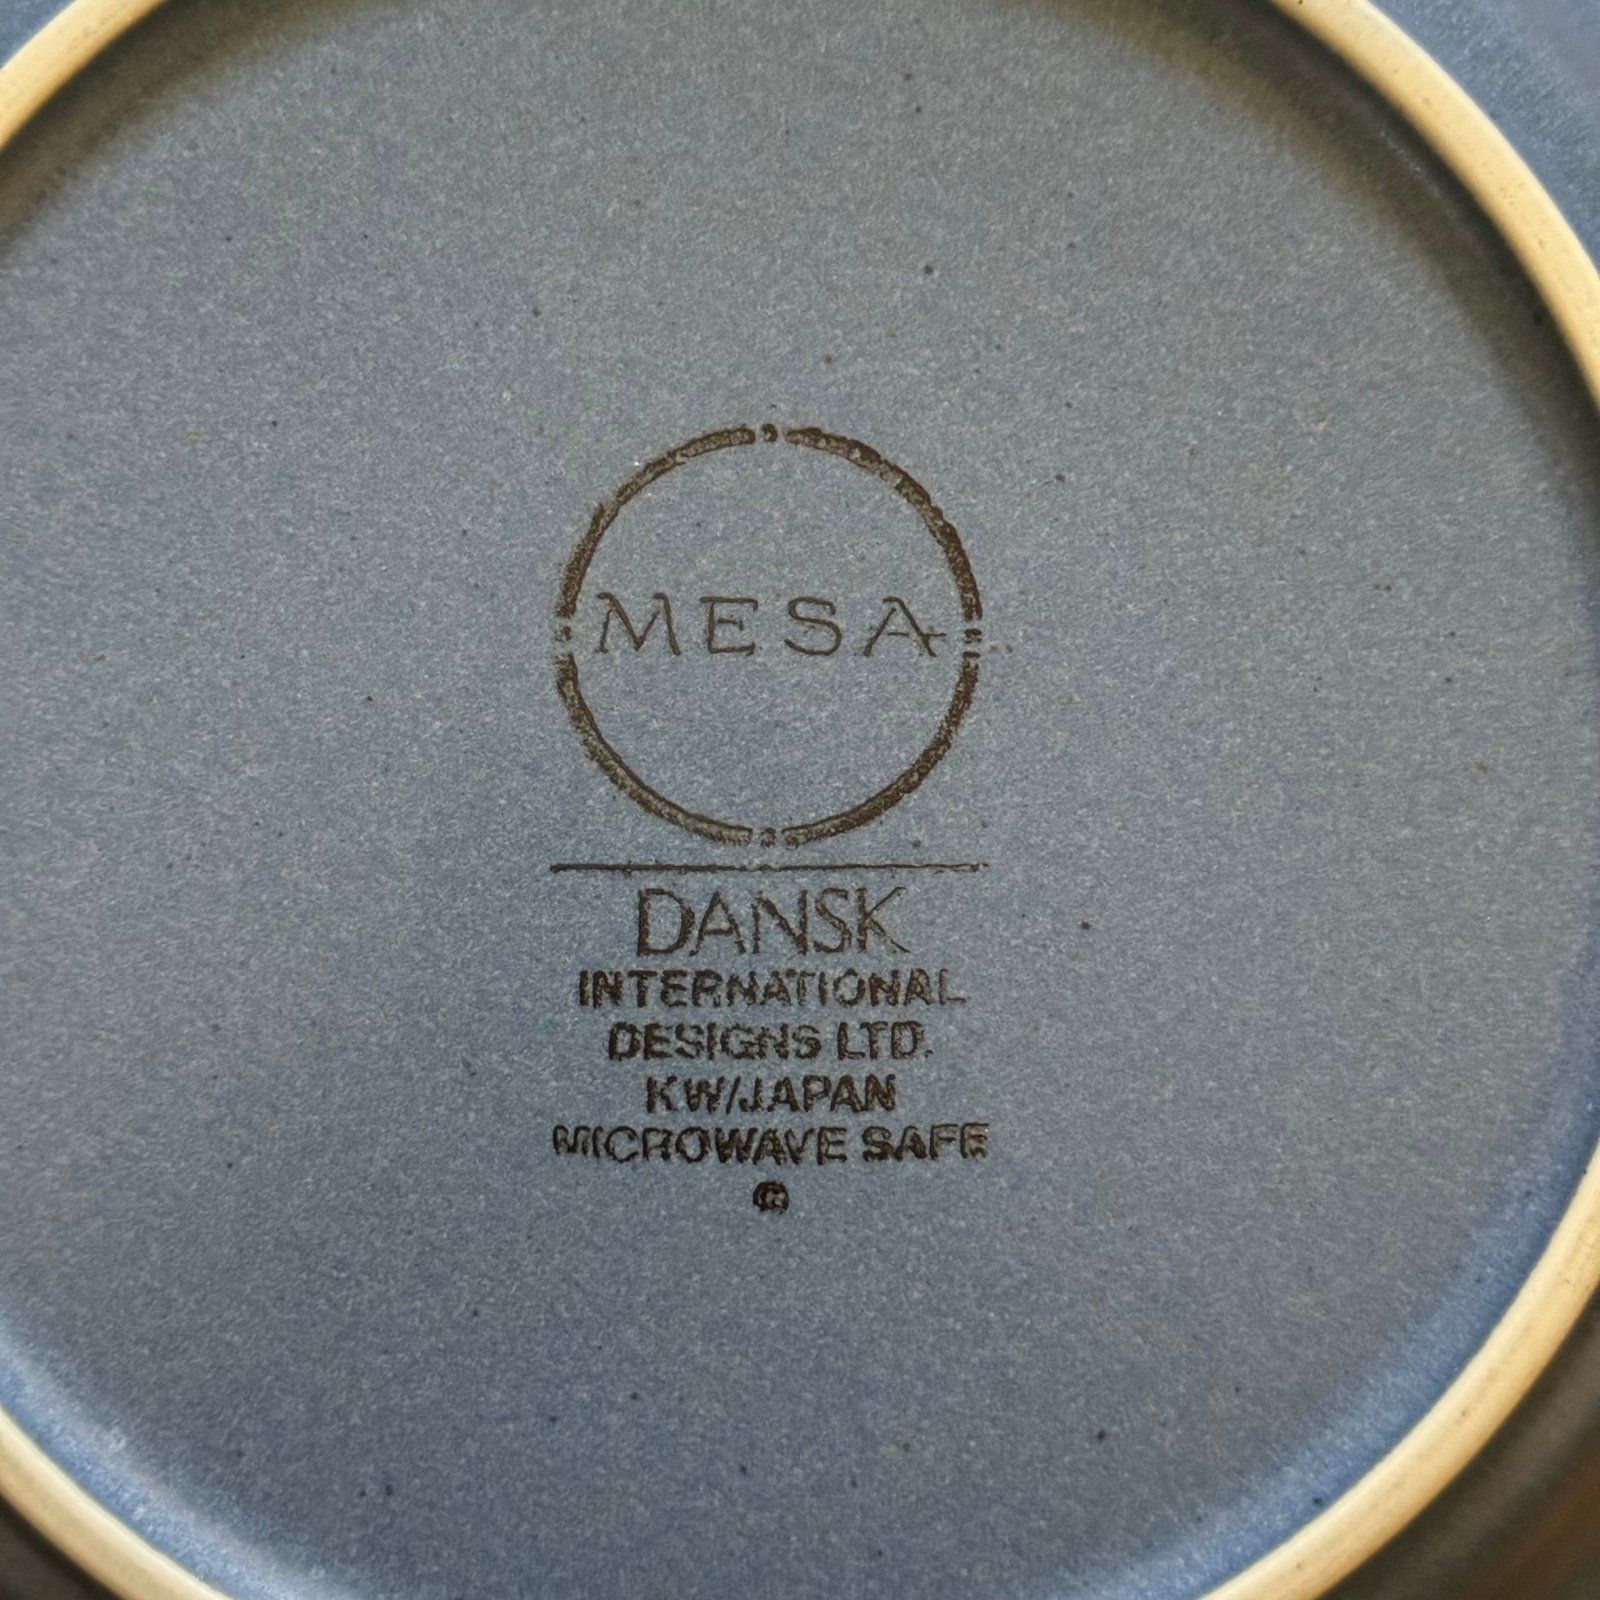 MESA
DANSK
INTERNATIONAL
DESIGNS LTD.
KW/JAPAN
MICROWAVE SAFE
©